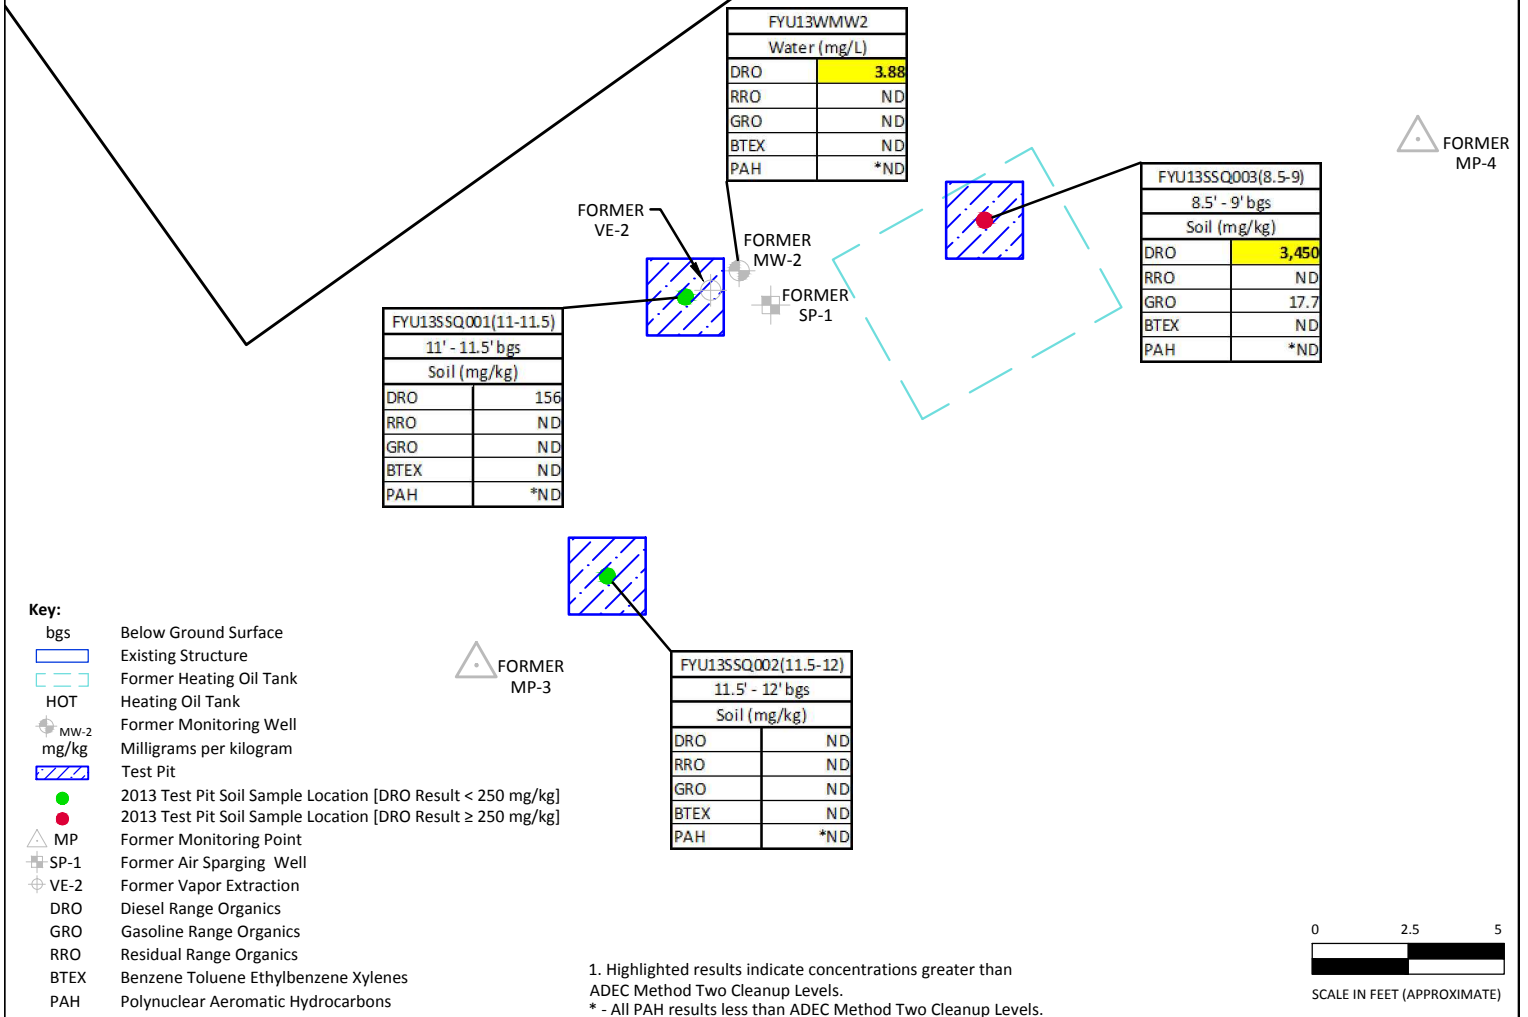 FYU13WMW2
Water (mg/L)
DRO 3.88
RRO ND
GRO ND
BTEX ND
PAH *ND
FORMER
MP-4
FYU13SSQ003(8.5-9)
8.5' - 9' bgs
Soil (mg/kg)
DRO 3,450
RRO ND
GRO 17.7
BTEX ND
PAH *ND
FORMER
VE-2
FORMER
MW-2
FORMER
SP-1
FYU13SSQ001(11-11.5)
11' - 11.5' bgs
Soil (mg/kg)
DRO 156
RRO ND
GRO ND
BTEX ND
PAH *ND
FORMER
MP-3
FYU13SSQ002(11.5-12)
11.5' - 12' bgs
Soil (mg/kg)
DRO ND
RRO ND
GRO ND
BTEX ND
PAH *ND
Key:
bgs Below Ground Surface
Existing Structure
Former Heating Oil Tank
HOT Heating Oil Tank
MW-2 Former Monitoring Well
mg/kg Milligrams per kilogram
Test Pit
2013 Test Pit Soil Sample Location [DRO Result < 250 mg/kg]
2013 Test Pit Soil Sample Location [DRO Result ≥ 250 mg/kg]
MP Former Monitoring Point
SP-1 Former Air Sparging Well
VE-2 Former Vapor Extraction
DRO Diesel Range Organics
GRO Gasoline Range Organics
RRO Residual Range Organics
BTEX Benzene Toluene Ethylbenzene Xylenes
PAH Polynuclear Aeromatic Hydrocarbons
1. Highlighted results indicate concentrations greater than
ADEC Method Two Cleanup Levels.
* - All PAH results less than ADEC Method Two Cleanup Levels.
0 2.5 5
SCALE IN FEET (APPROXIMATE)